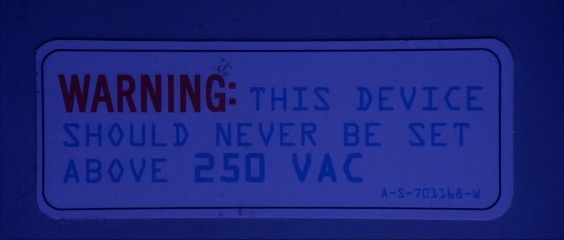 WARNING: THIS DEVICE
SHOULD NEVER BE SET
ABOVE 250 VAC
A-S-701168-W